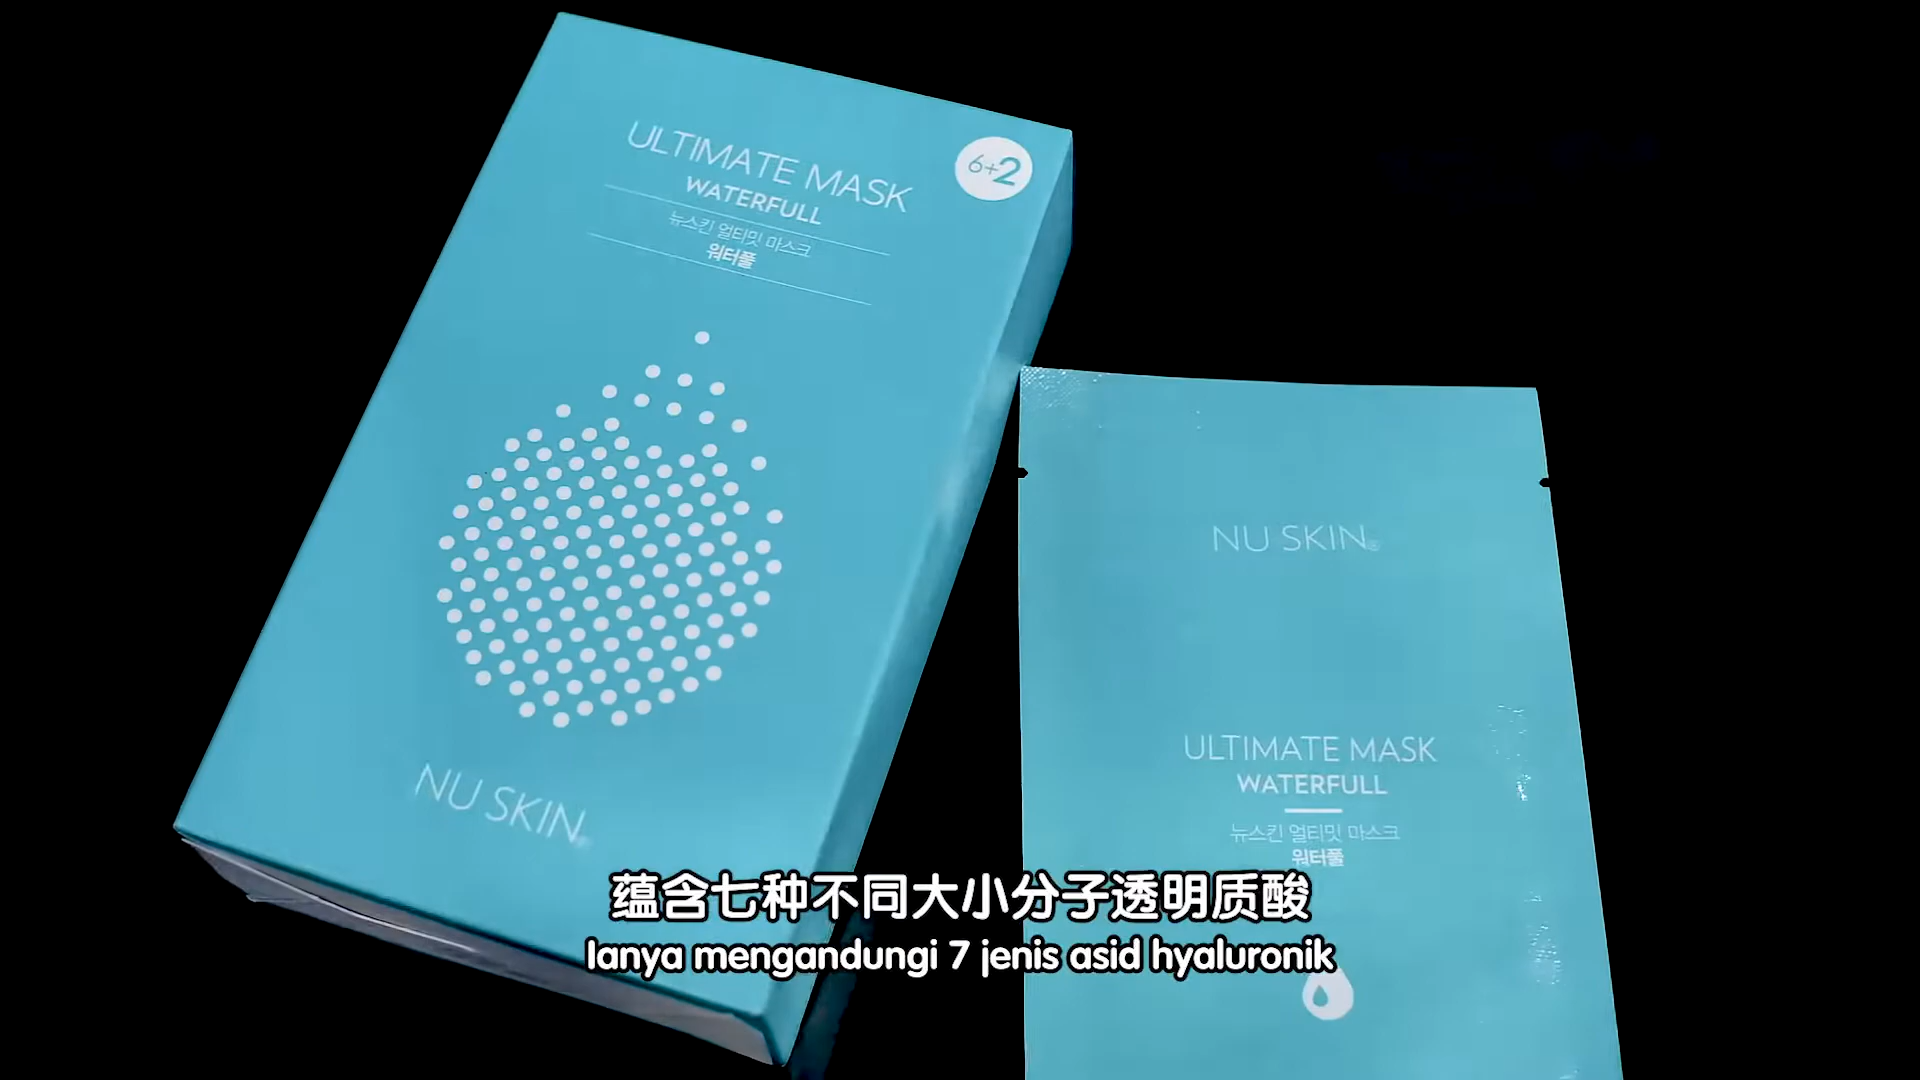 ULTIMATE MASK
WATERFULL
뉴스킨 얼티밋 마스크
워터풀
6+2
NU SKIN
NU SKIN®
ULTIMATE MASK
WATERFULL
뉴스킨 얼티밋 마스크
워터풀
蕴含七种不同大小分子透明质酸
Ianya mengandungi 7 jenis asid hyaluronik